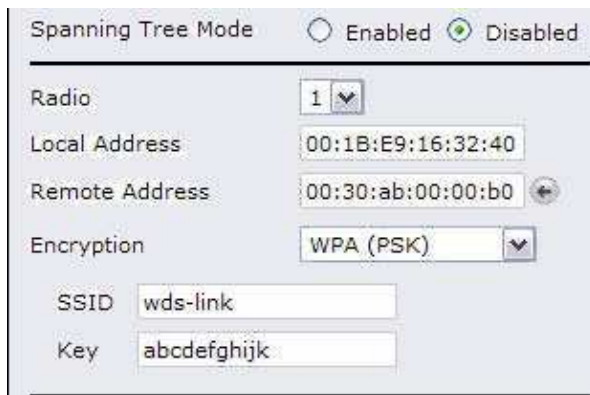 Spanning Tree Mode Enabled Disabled
Radio 1
Local Address 00:1B:E9:16:32:40
Remote Address 00:30:ab:00:00:b0
Encryption WPA (PSK)
SSID wds-link
Key abcdefghijk